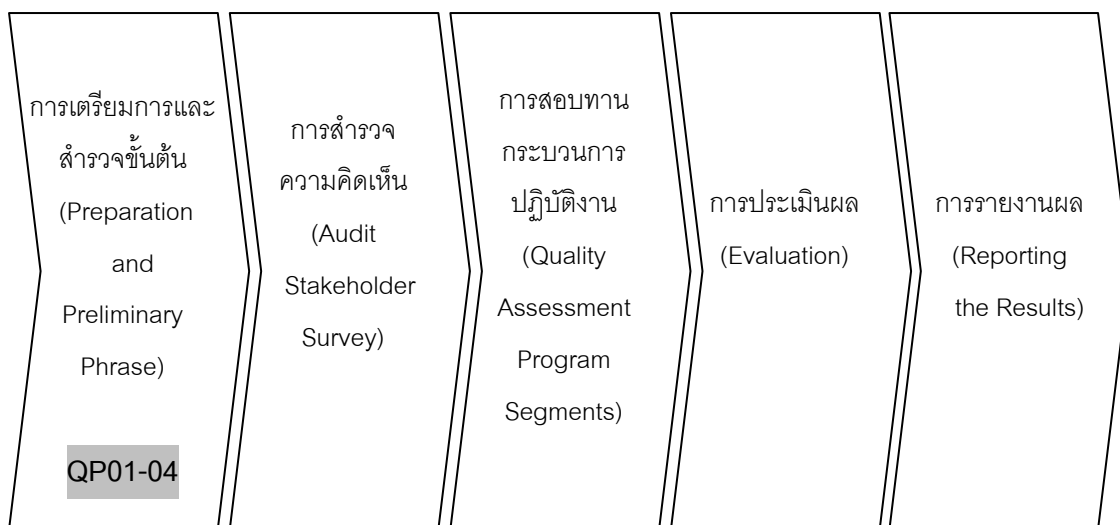 การเตรียมการและ
สำรวจขั้นต้น
(Preparation
and
Preliminary
Phrase)
QP01-04
การสำรวจ
ความคิดเห็น
(Audit
Stakeholder
Survey)
การสอบทาน
กระบวนการ
ปฏิบัติงาน
(Quality
Assessment
Program
Segments)
การประเมินผล
(Evaluation)
การรายงานผล
(Reporting
the Results)